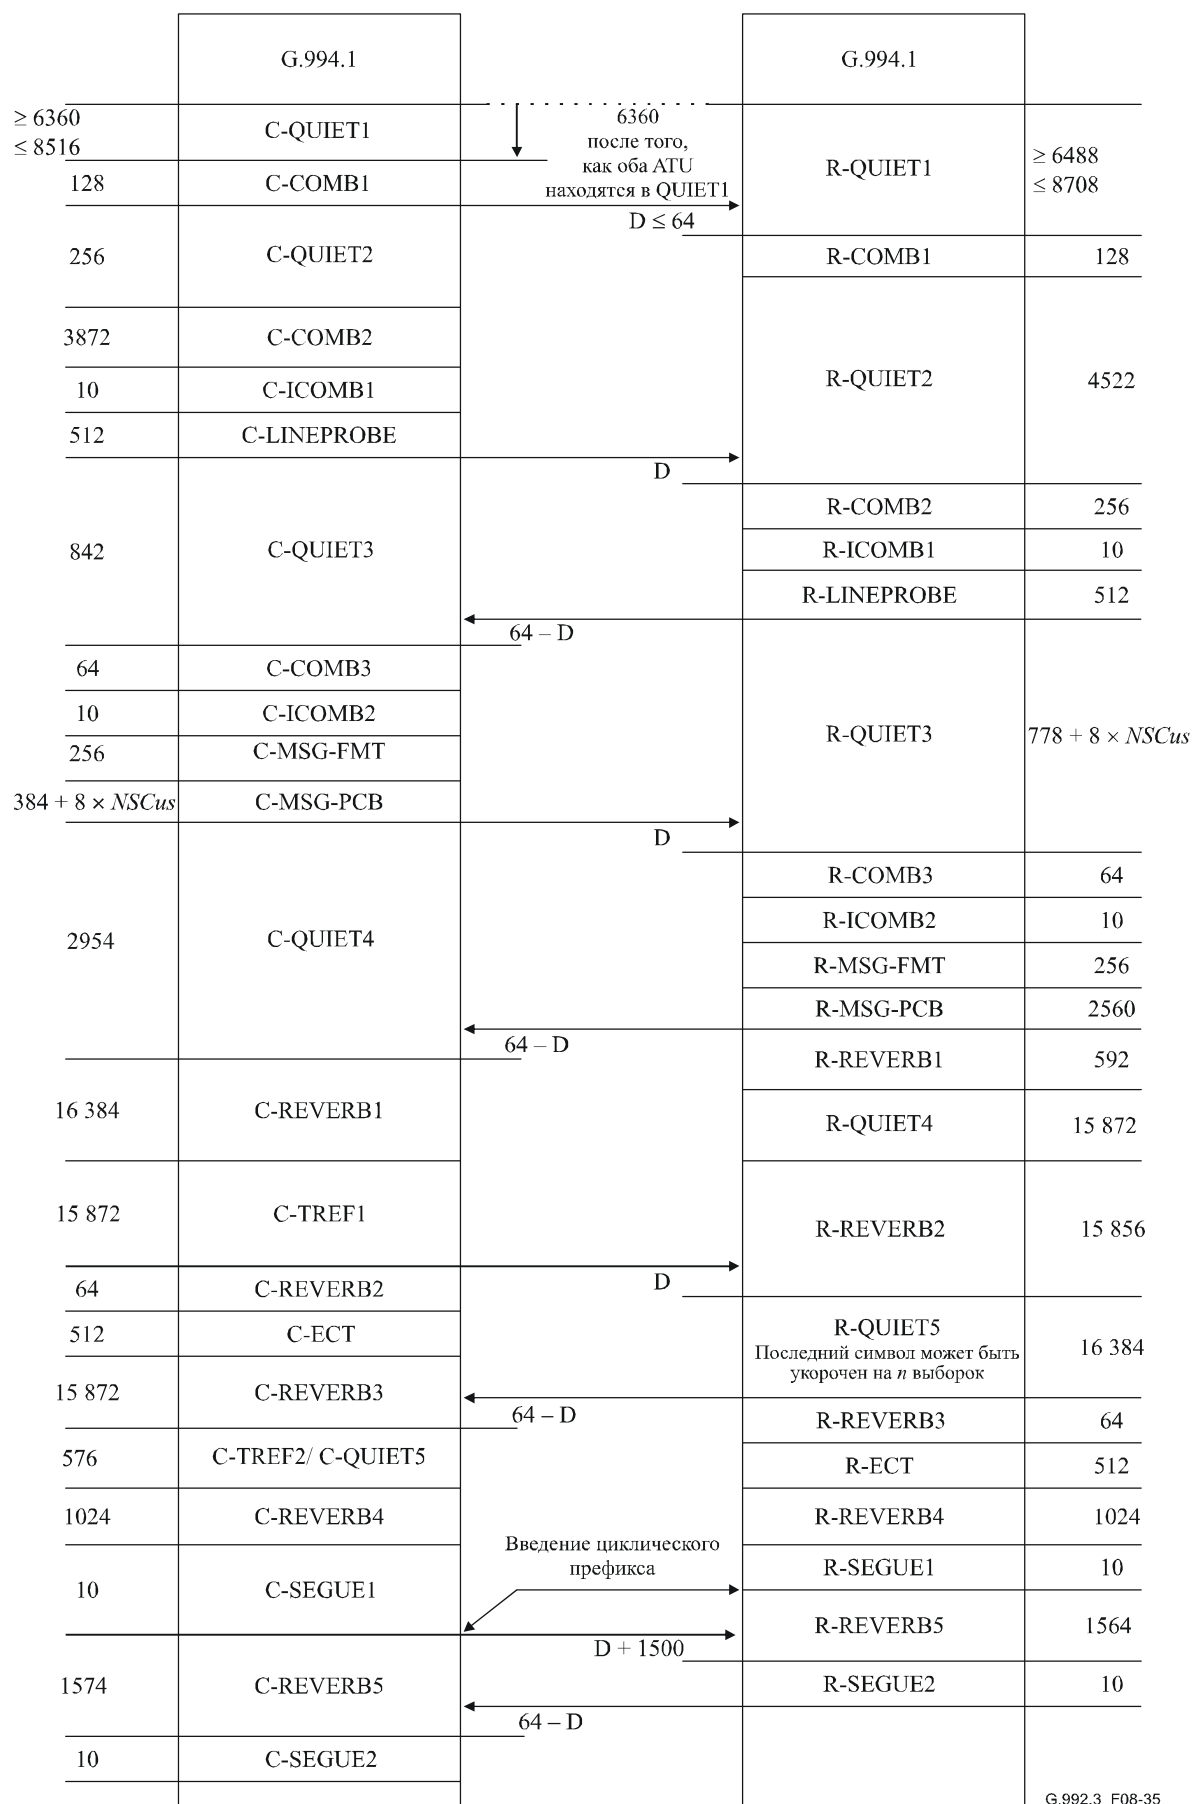 G.994.1
G.994.1
≥ 6360
≤ 8516
C-QUIET1
6360
после того,
как оба ATU
находятся в QUIET1
R-QUIET1
≥ 6488
≤ 8708
128
C-COMB1
D ≤ 64
256
C-QUIET2
R-COMB1
128
3872
C-COMB2
R-QUIET2
4522
10
C-ICOMB1
512
C-LINEPROBE
D
R-COMB2
256
842
C-QUIET3
R-ICOMB1
10
R-LINEPROBE
512
64 – D
64
C-COMB3
10
C-ICOMB2
R-QUIET3
778 + 8 × NSCus
256
C-MSG-FMT
384 + 8 × NSCus
C-MSG-PCB
D
R-COMB3
64
R-ICOMB2
10
2954
C-QUIET4
R-MSG-FMT
256
R-MSG-PCB
2560
64 – D
R-REVERB1
592
16 384
C-REVERB1
R-QUIET4
15 872
15 872
C-TREF1
R-REVERB2
15 856
D
64
C-REVERB2
512
C-ECT
R-QUIET5
Последний символ может быть
укорочен на n выборок
16 384
15 872
C-REVERB3
64 – D
R-REVERB3
64
576
C-TREF2/ C-QUIET5
R-ECT
512
1024
C-REVERB4
R-REVERB4
1024
Введение циклического
префикса
R-SEGUE1
10
10
C-SEGUE1
R-REVERB5
1564
D + 1500
1574
C-REVERB5
R-SEGUE2
10
64 – D
10
C-SEGUE2
G.992.3_F08-35